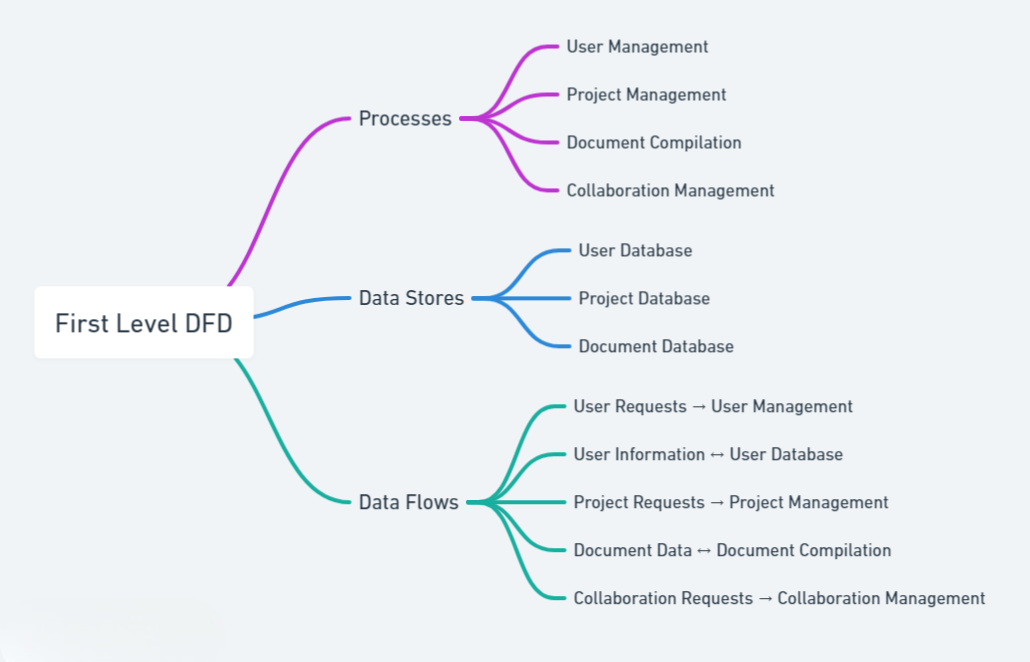 First Level DFD
Processes
User Management
Project Management
Document Compilation
Collaboration Management
Data Stores
User Database
Project Database
Document Database
Data Flows
User Requests → User Management
User Information ↔ User Database
Project Requests → Project Management
Document Data ↔ Document Compilation
Collaboration Requests → Collaboration Management